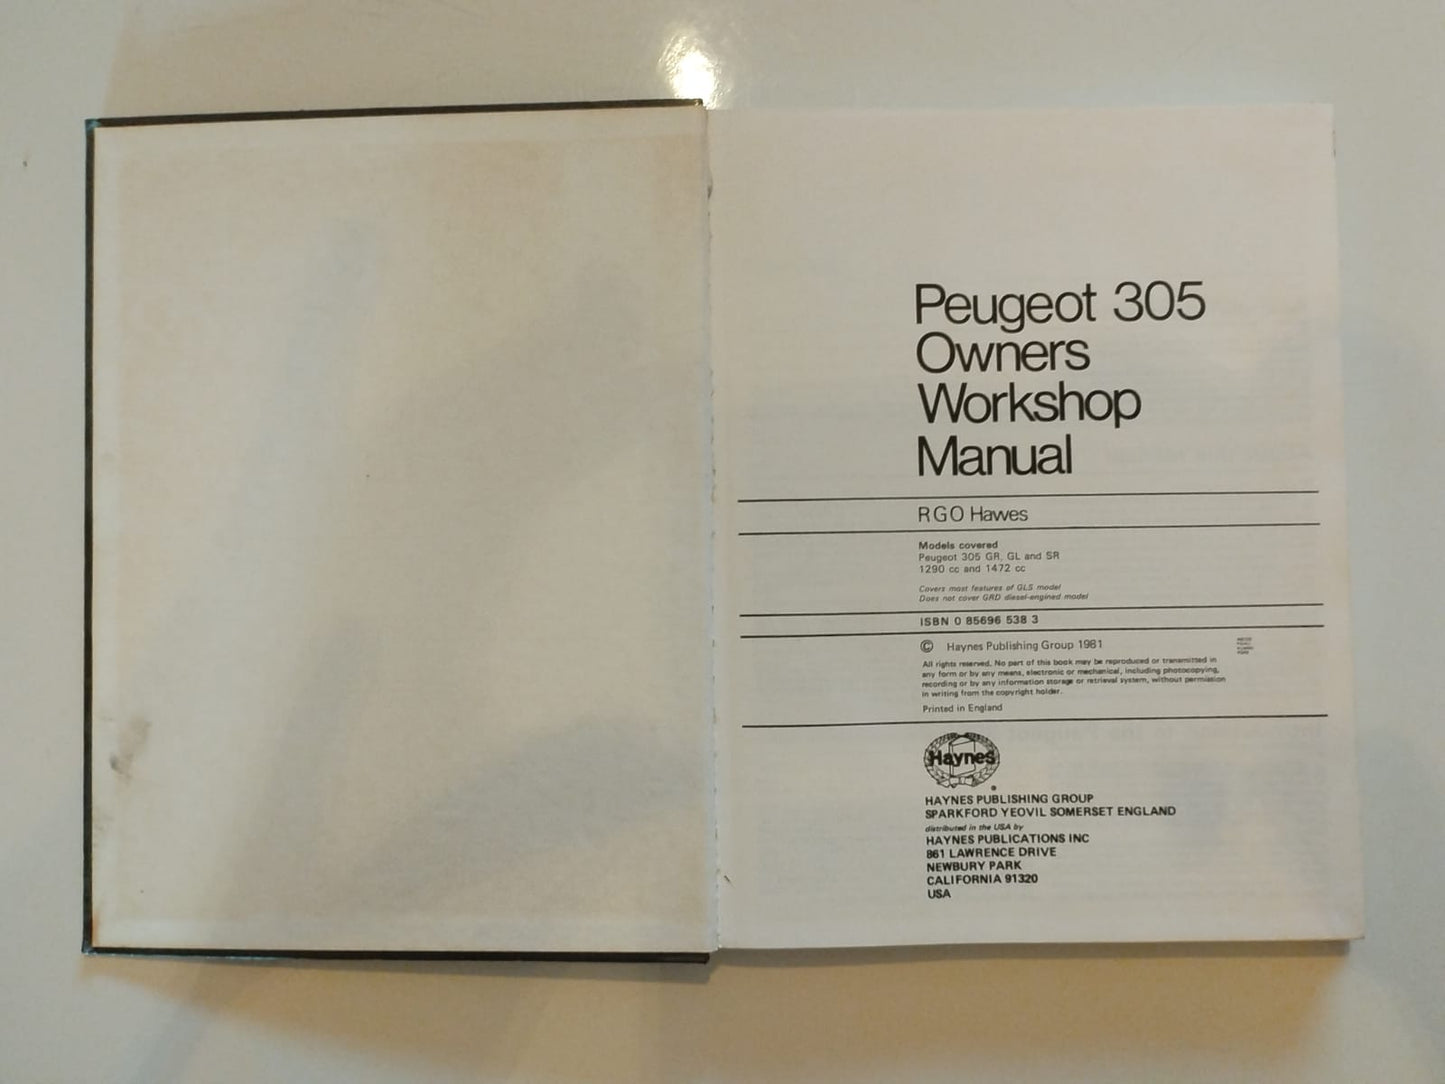 Peugeot 305
Owners
Workshop
Manual
R G O Hawes
Models covered
Peugeot 305 GR, GL and SR
1290 cc and 1472 cc
Covers most features of GLS model
Does not cover GRD diesel-engined model
ISBN 0 85696 538 3
© Haynes Publishing Group 1981
All rights reserved. No part of this book may be reproduced or transmitted in
any form or by any means, electronic or mechanical, including photocopying,
recording or by any information storage or retrieval system, without permission
in writing from the copyright holder.
Printed in England
Haynes
HAYNES PUBLISHING GROUP
SPARKFORD YEOVIL SOMERSET ENGLAND
distributed in the USA by
HAYNES PUBLICATIONS INC
861 LAWRENCE DRIVE
NEWBURY PARK
CALIFORNIA 91320
USA